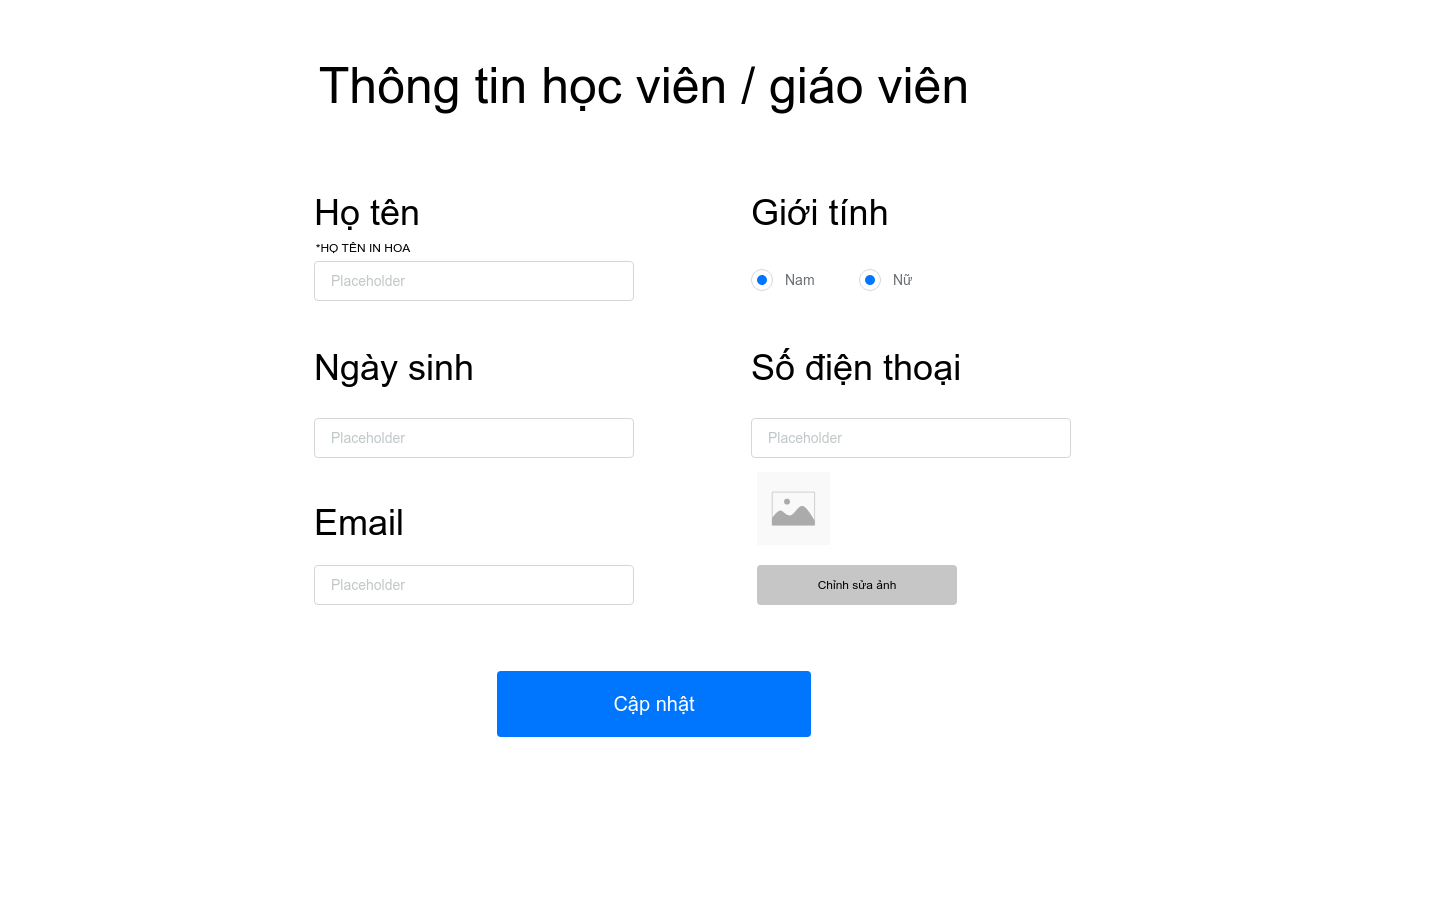 Thông tin học viên / giáo viên
Họ tên
*HỌ TÊN IN HOA
Placeholder
Giới tính
Nam
Nữ
Ngày sinh
Placeholder
Số điện thoại
Placeholder
Email
Placeholder
Chỉnh sửa ảnh
Cập nhật